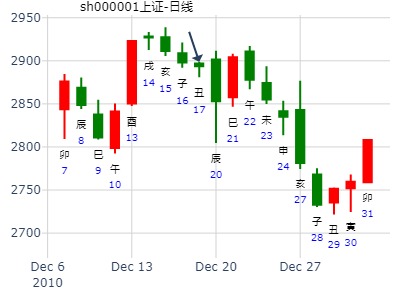 sh000001上证-日线
2950
2900
2850
2800
2750
2700
卯
7
辰
8
巳
9
午
10
酉
13
戌
14
亥
15
子
16
丑
17
辰
20
巳
21
午
22
未
23
申
24
亥
27
子
28
丑
29
寅
30
卯
31
Dec 6
2010
Dec 13
Dec 20
Dec 27